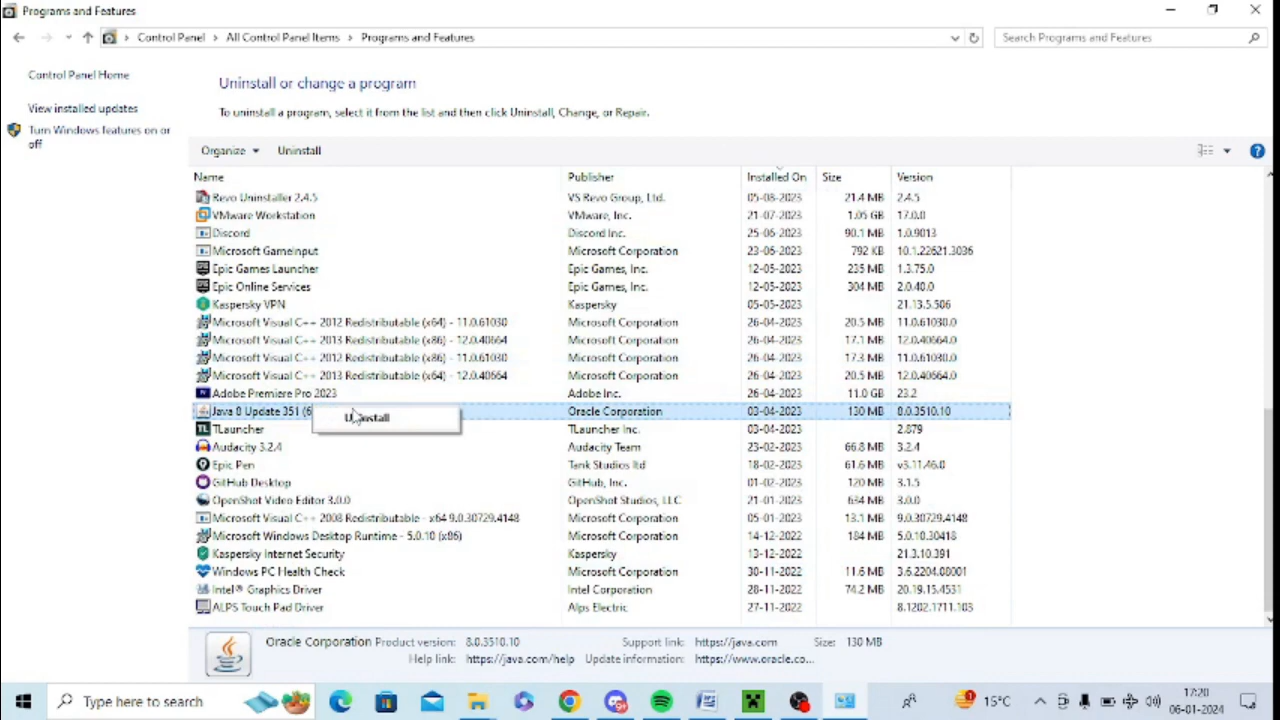 Programs and Features
Control Panel > All Control Panel Items > Programs and Features
Search Programs and Features
Control Panel Home
View installed updates
Turn Windows features on or
off
Uninstall or change a program
To uninstall a program, select it from the list and then click Uninstall, Change, or Repair.
Organize Uninstall
Name Publisher Installed On Size Version
Revo Uninstaller 2.4.5 VS Revo Group, Ltd. 05-08-2023 21.4 MB 2.4.5
VMware Workstation VMware, Inc. 21-07-2023 1.05 GB 17.0.0
Discord Discord Inc. 25-06-2023 90.1 MB 1.0.9013
Microsoft GameInput Microsoft Corporation 23-06-2023 792 KB 10.1.22621.3036
Epic Games Launcher Epic Games, Inc. 12-05-2023 235 MB 1.3.75.0
Epic Online Services Epic Games, Inc. 12-05-2023 304 MB 2.0.40.0
Kaspersky VPN Kaspersky 05-05-2023 21.13.5.506
Microsoft Visual C++ 2012 Redistributable (x64) - 11.0.61030 Microsoft Corporation 26-04-2023 20.5 MB 11.0.61030.0
Microsoft Visual C++ 2013 Redistributable (x86) - 12.0.40664 Microsoft Corporation 26-04-2023 17.1 MB 12.0.40664.0
Microsoft Visual C++ 2012 Redistributable (x86) - 11.0.61030 Microsoft Corporation 26-04-2023 17.3 MB 11.0.61030.0
Microsoft Visual C++ 2013 Redistributable (x64) - 12.0.40664 Microsoft Corporation 26-04-2023 20.5 MB 12.0.40664.0
Adobe Premiere Pro 2023 Adobe Inc. 26-04-2023 11.0 GB 23.2
Java 8 Update 351 (6 Oracle Corporation 03-04-2023 130 MB 8.0.3510.10
Uninstall
TLauncher TLauncher Inc. 03-04-2023 2.879
Audacity 3.2.4 Audacity Team 23-02-2023 66.8 MB 3.2.4
Epic Pen Tank Studios ltd 18-02-2023 61.6 MB v3.11.46.0
GitHub Desktop GitHub, Inc. 01-02-2023 120 MB 3.1.5
OpenShot Video Editor 3.0.0 OpenShot Studios, LLC 21-01-2023 634 MB 3.0.0
Microsoft Visual C++ 2008 Redistributable - x64 9.0.30729.4148 Microsoft Corporation 05-01-2023 13.1 MB 9.0.30729.4148
Microsoft Windows Desktop Runtime - 5.0.10 (x86) Microsoft Corporation 14-12-2022 184 MB 5.0.10.30418
Kaspersky Internet Security Kaspersky 13-12-2022 21.3.10.391
Windows PC Health Check Microsoft Corporation 30-11-2022 11.6 MB 3.6.2204.08001
Intel® Graphics Driver Intel Corporation 28-11-2022 74.2 MB 20.19.15.4531
ALPS Touch Pad Driver Alps Electric 27-11-2022 8.1202.1711.103
Oracle Corporation Product version: 8.0.3510.10 Support link: https://java.com Size: 130 MB
Help link: https://java.com/help Update information: https://www.oracle.co...
Type here to search
1 15°C
17:20
06-01-2024